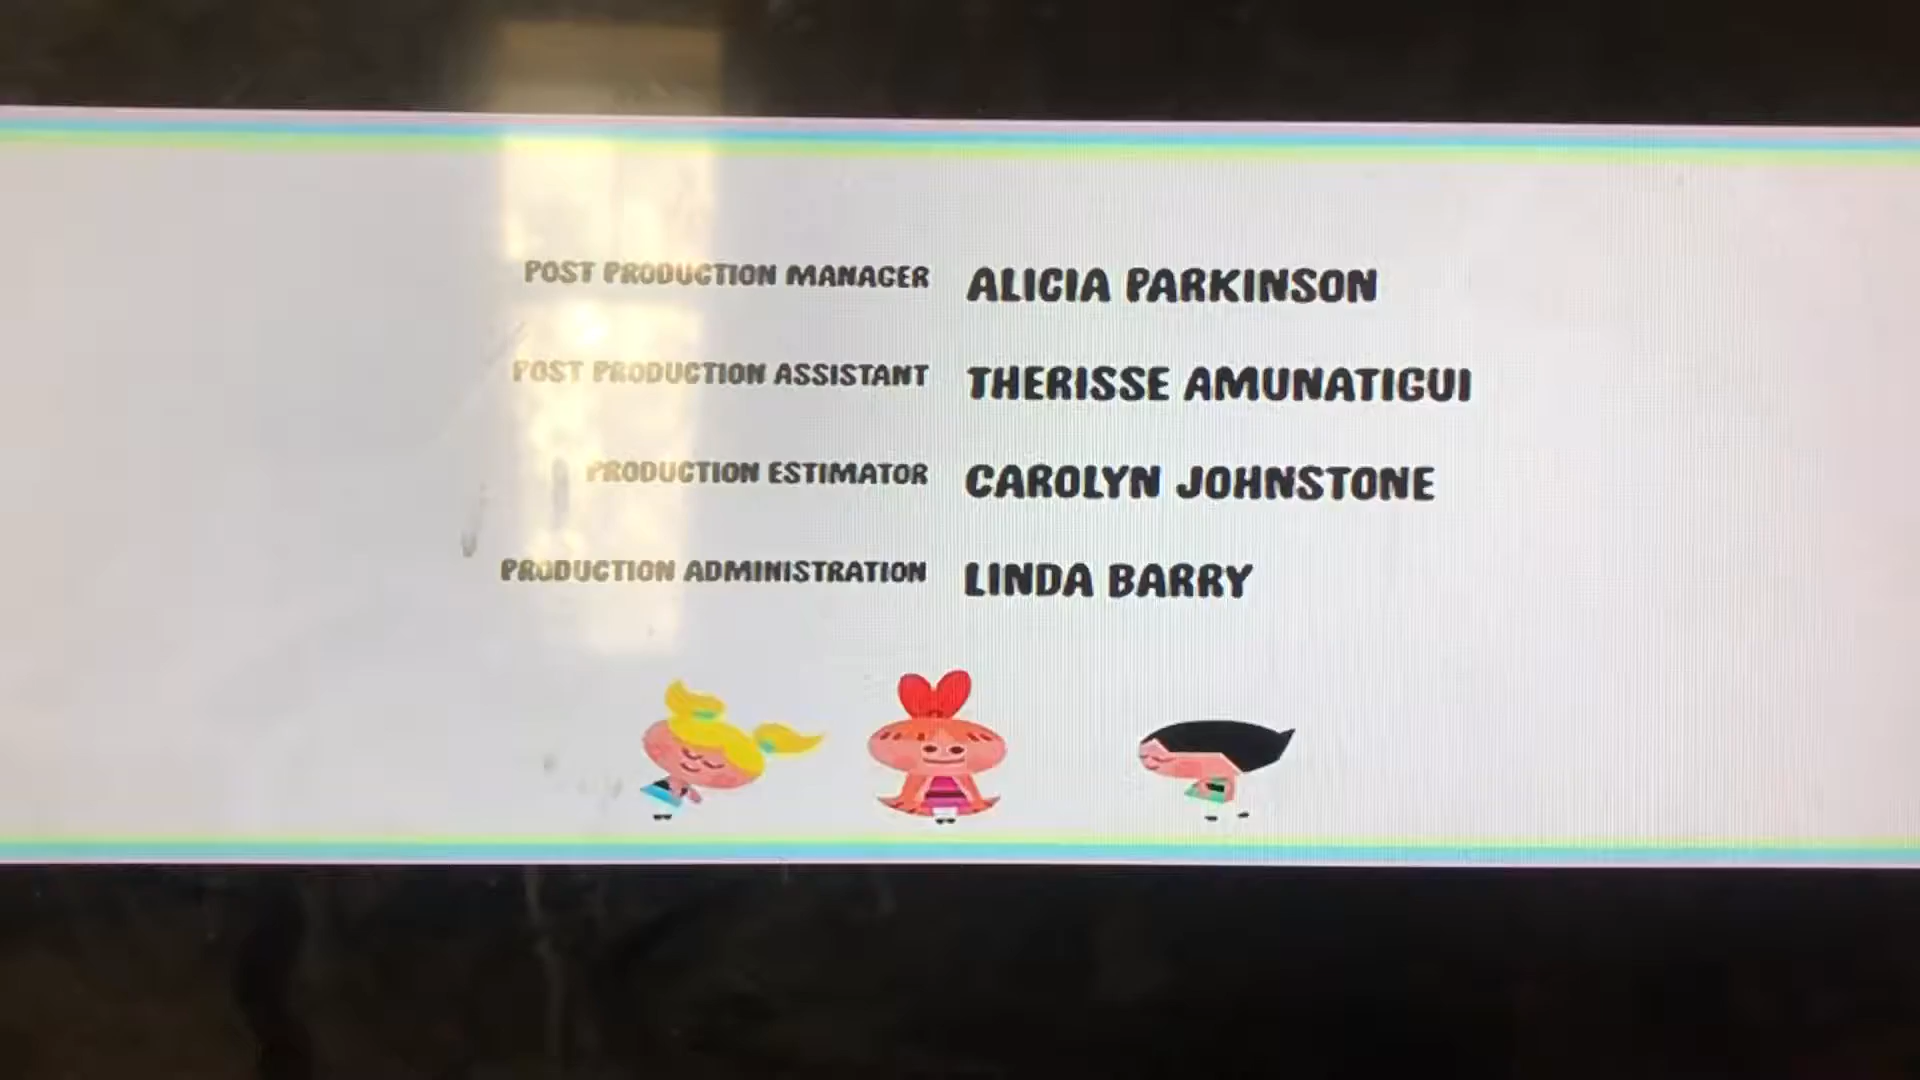 POST PRODUCTION MANAGER ALICIA PARKINSON
POST PRODUCTION ASSISTANT THERISSE AMUNATIGUI
PRODUCTION ESTIMATOR CAROLYN JOHNSTONE
PRODUCTION ADMINISTRATION LINDA BARRY